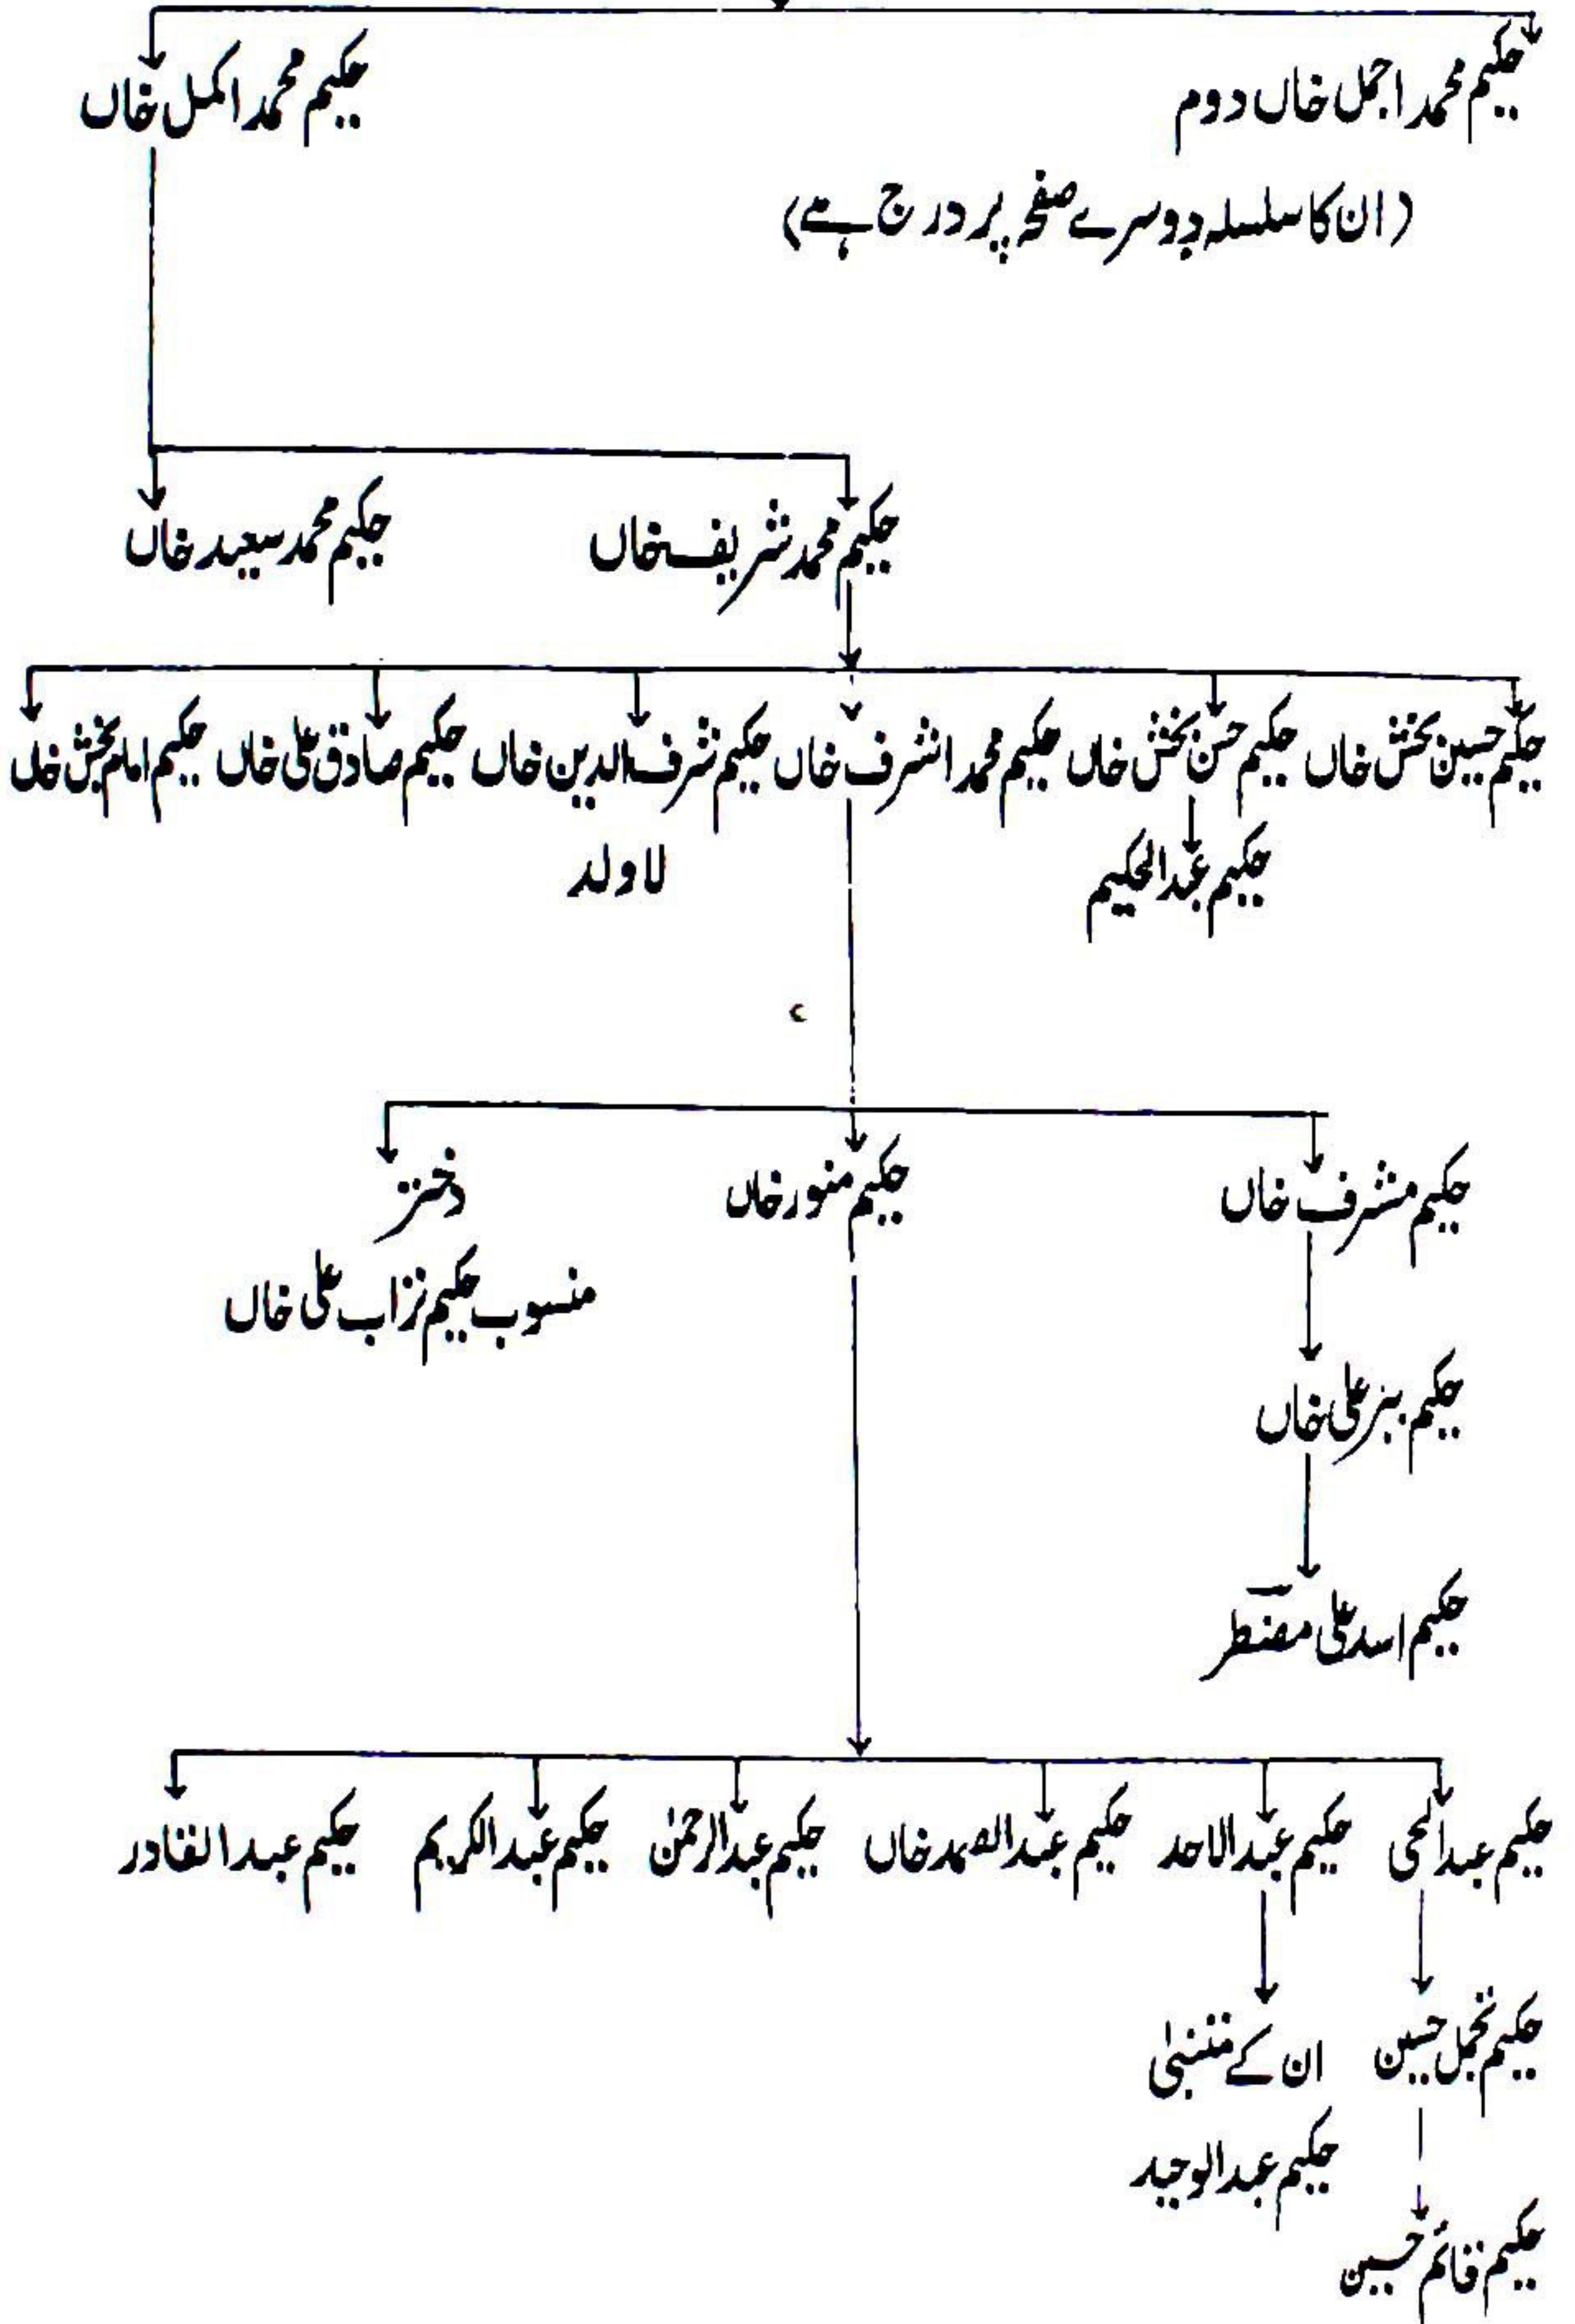 حکیم محمد اجمل خاں دوم
حکیم محمد اکمل خاں
(ان کا سلسلہ دوسرے صفحہ پر درج ہے)
حکیم محمد شریف خاں
حکیم محمد سعید خاں
حکیم حسین بخش خاں
حکیم حسن بخش خاں
حکیم محمد اشرف خاں
حکیم شرف الدین خاں
حکیم صادق علی خاں
حکیم امام بخش خاں
حکیم عبدالحکیم
لا ولد
حکیم مشرف خاں
حکیم منور خاں
دختر
منسوب حکیم تراب علی خاں
حکیم ببر علی خاں
حکیم اسد علی مضطر
حکیم عبدالحی
حکیم عبدالاحد
حکیم عبدالصمد خاں
حکیم عبدالرحمٰن
حکیم عبدالکریم
حکیم عبدالقادر
حکیم تجمل حسین
ان کے متبنیٰ
حکیم عبدالوحید
حکیم قائم حسین